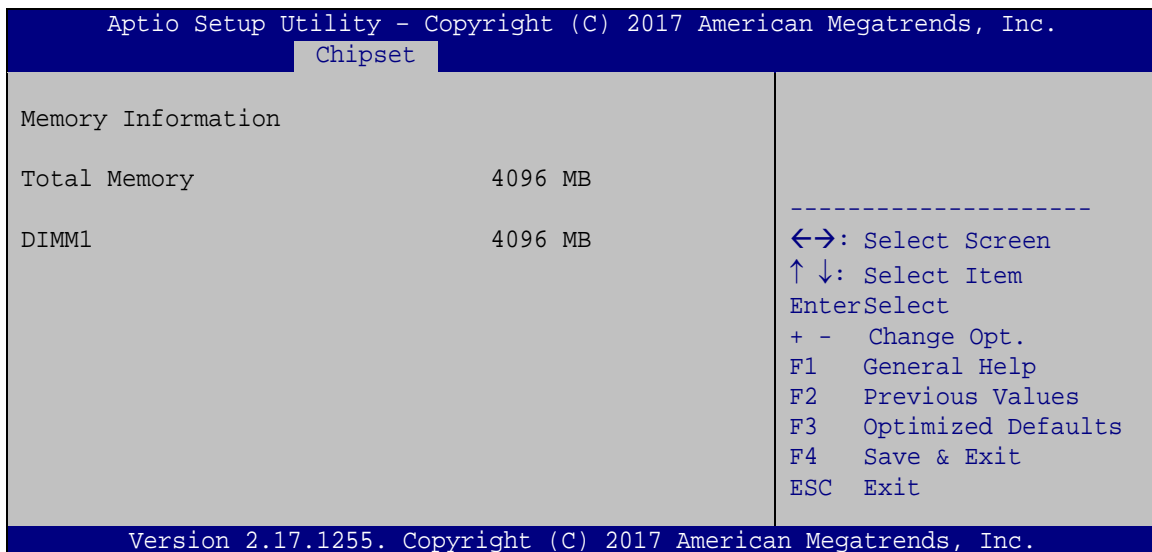 Aptio Setup Utility – Copyright (C) 2017 American Megatrends, Inc.
Chipset
Memory Information
Total Memory 4096 MB
DIMM1 4096 MB
---------------------
←→: Select Screen
↑ ↓: Select Item
EnterSelect
+ - Change Opt.
F1 General Help
F2 Previous Values
F3 Optimized Defaults
F4 Save & Exit
ESC Exit
Version 2.17.1255. Copyright (C) 2017 American Megatrends, Inc.